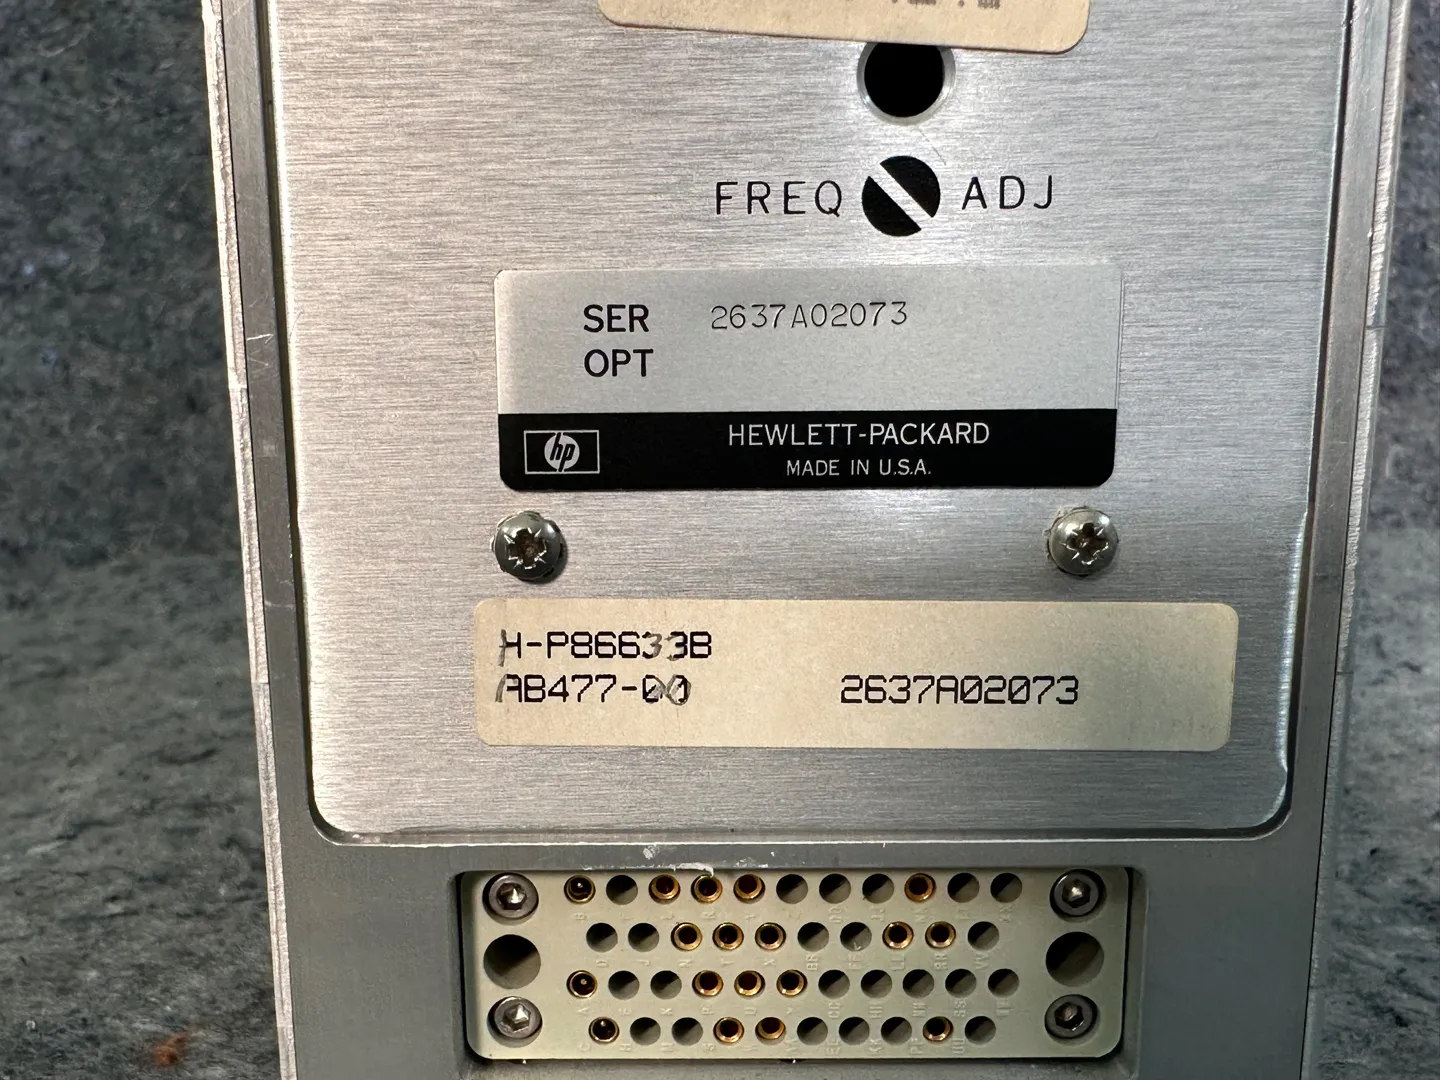 FREQ ADJ
SER 2637A02073
OPT
hp
HEWLETT-PACKARD
MADE IN U.S.A.
H-P86633B
AB477-00 2637A02073